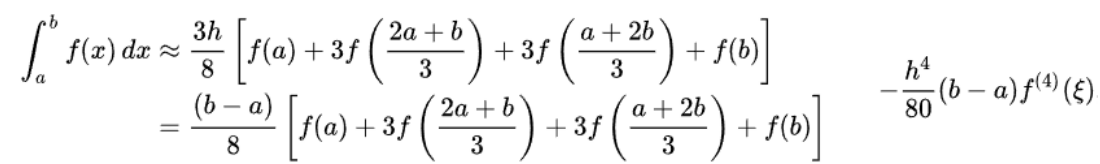 ∫_a^b f(x) dx ≈ 3h/8 [f(a) + 3f((2a + b)/3) + 3f((a + 2b)/3) + f(b)]
= (b − a)/8 [f(a) + 3f((2a + b)/3) + 3f((a + 2b)/3) + f(b)]
−h⁴/80 (b − a)f⁽⁴⁾(ξ)